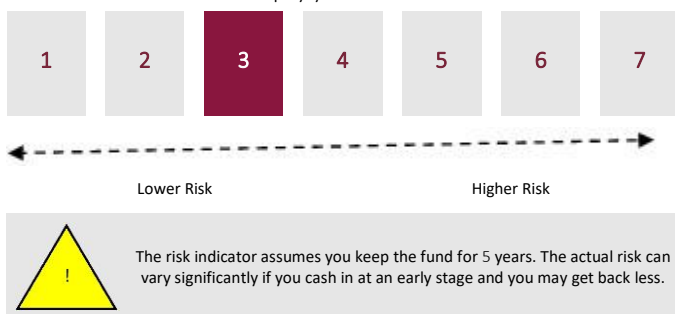 1 2 3 4 5 6 7
Lower Risk Higher Risk
! The risk indicator assumes you keep the fund for 5 years. The actual risk can
vary significantly if you cash in at an early stage and you may get back less.